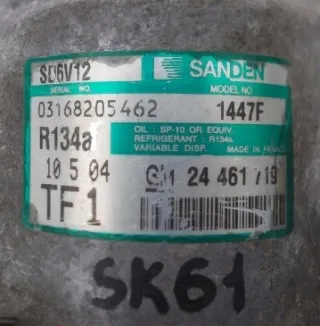 SD6V12 SANDEN
SERIAL NO. MODEL NO.
03168205462 1447F
R134a OIL : SP-10 OR EQUIV.
REFRIGERANT : R134a
VARIABLE DISP. MADE IN FRANCE
10 5 04 GM 24 461 719
TF1
SK61